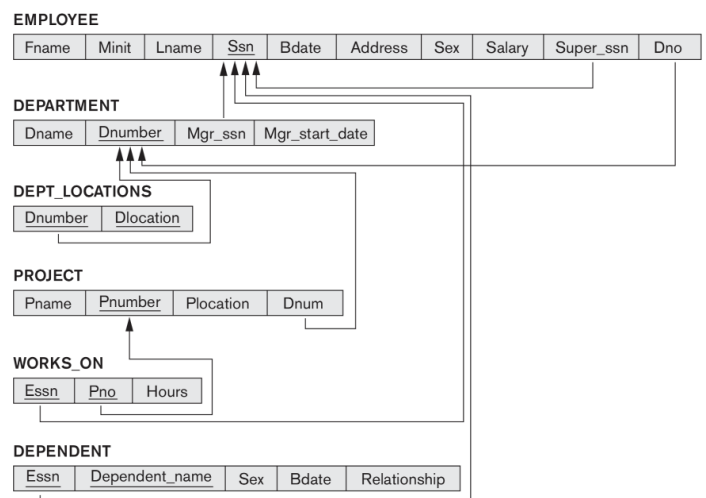 EMPLOYEE
Fname Minit Lname Ssn Bdate Address Sex Salary Super_ssn Dno
DEPARTMENT
Dname Dnumber Mgr_ssn Mgr_start_date
DEPT_LOCATIONS
Dnumber Dlocation
PROJECT
Pname Pnumber Plocation Dnum
WORKS_ON
Essn Pno Hours
DEPENDENT
Essn Dependent_name Sex Bdate Relationship